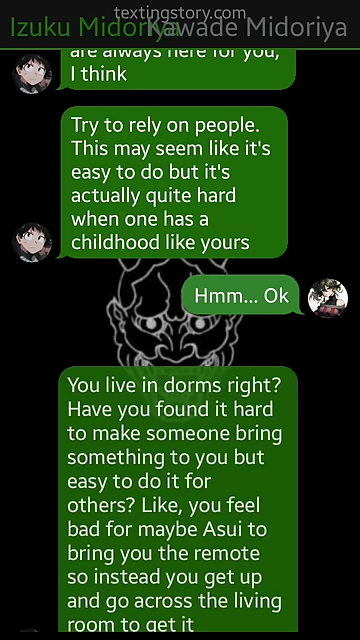 textingstory.com
Izuku Midoriya Kawade Midoriya
are always here for you,
I think
Try to rely on people.
This may seem like it's
easy to do but it's
actually quite hard
when one has a
childhood like yours
Hmm... Ok
You live in dorms right?
Have you found it hard
to make someone bring
something to you but
easy to do it for
others? Like, you feel
bad for maybe Asui to
bring you the remote
so instead you get up
and go across the living
room to get it